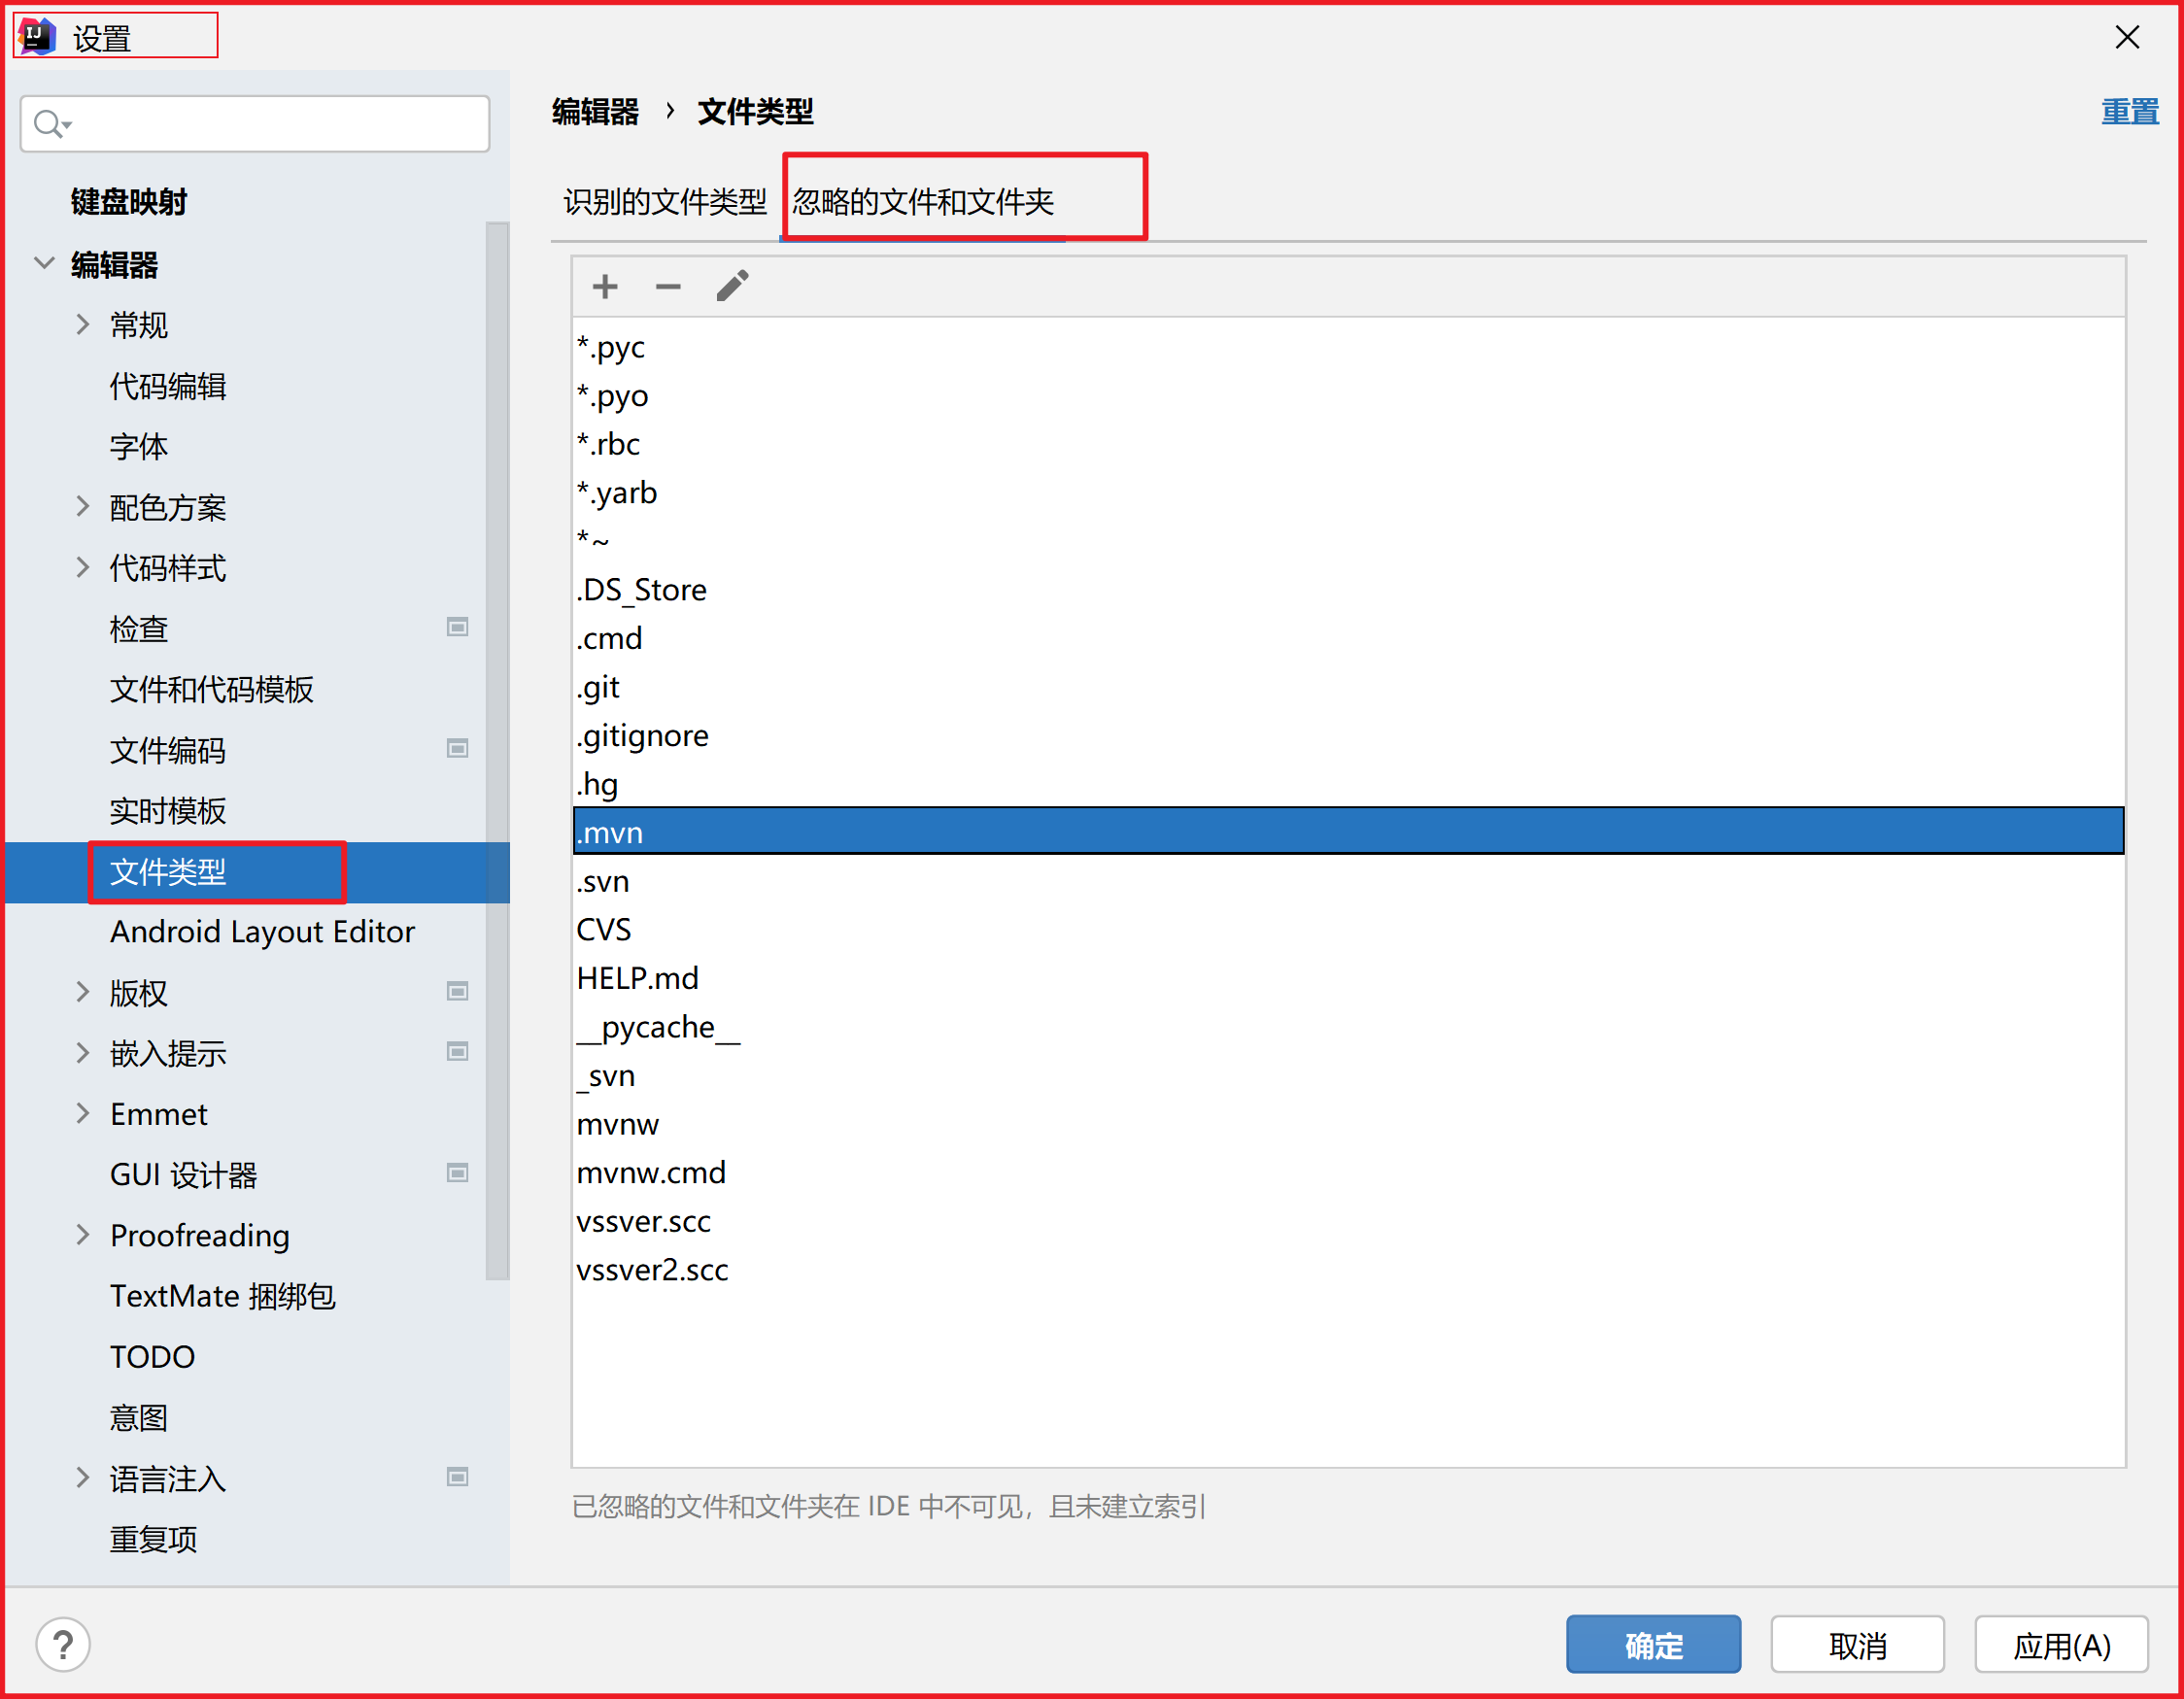 IJ 设置
编辑器 › 文件类型
重置
键盘映射
编辑器
常规
代码编辑
字体
配色方案
代码样式
检查
文件和代码模板
文件编码
实时模板
文件类型
Android Layout Editor
版权
嵌入提示
Emmet
GUI 设计器
Proofreading
TextMate 捆绑包
TODO
意图
语言注入
重复项
识别的文件类型 忽略的文件和文件夹
*.pyc
*.pyo
*.rbc
*.yarb
*~
.DS_Store
.cmd
.git
.gitignore
.hg
.mvn
.svn
CVS
HELP.md
__pycache__
_svn
mvnw
mvnw.cmd
vssver.scc
vssver2.scc
已忽略的文件和文件夹在 IDE 中不可见，且未建立索引
?
确定 取消 应用(A)